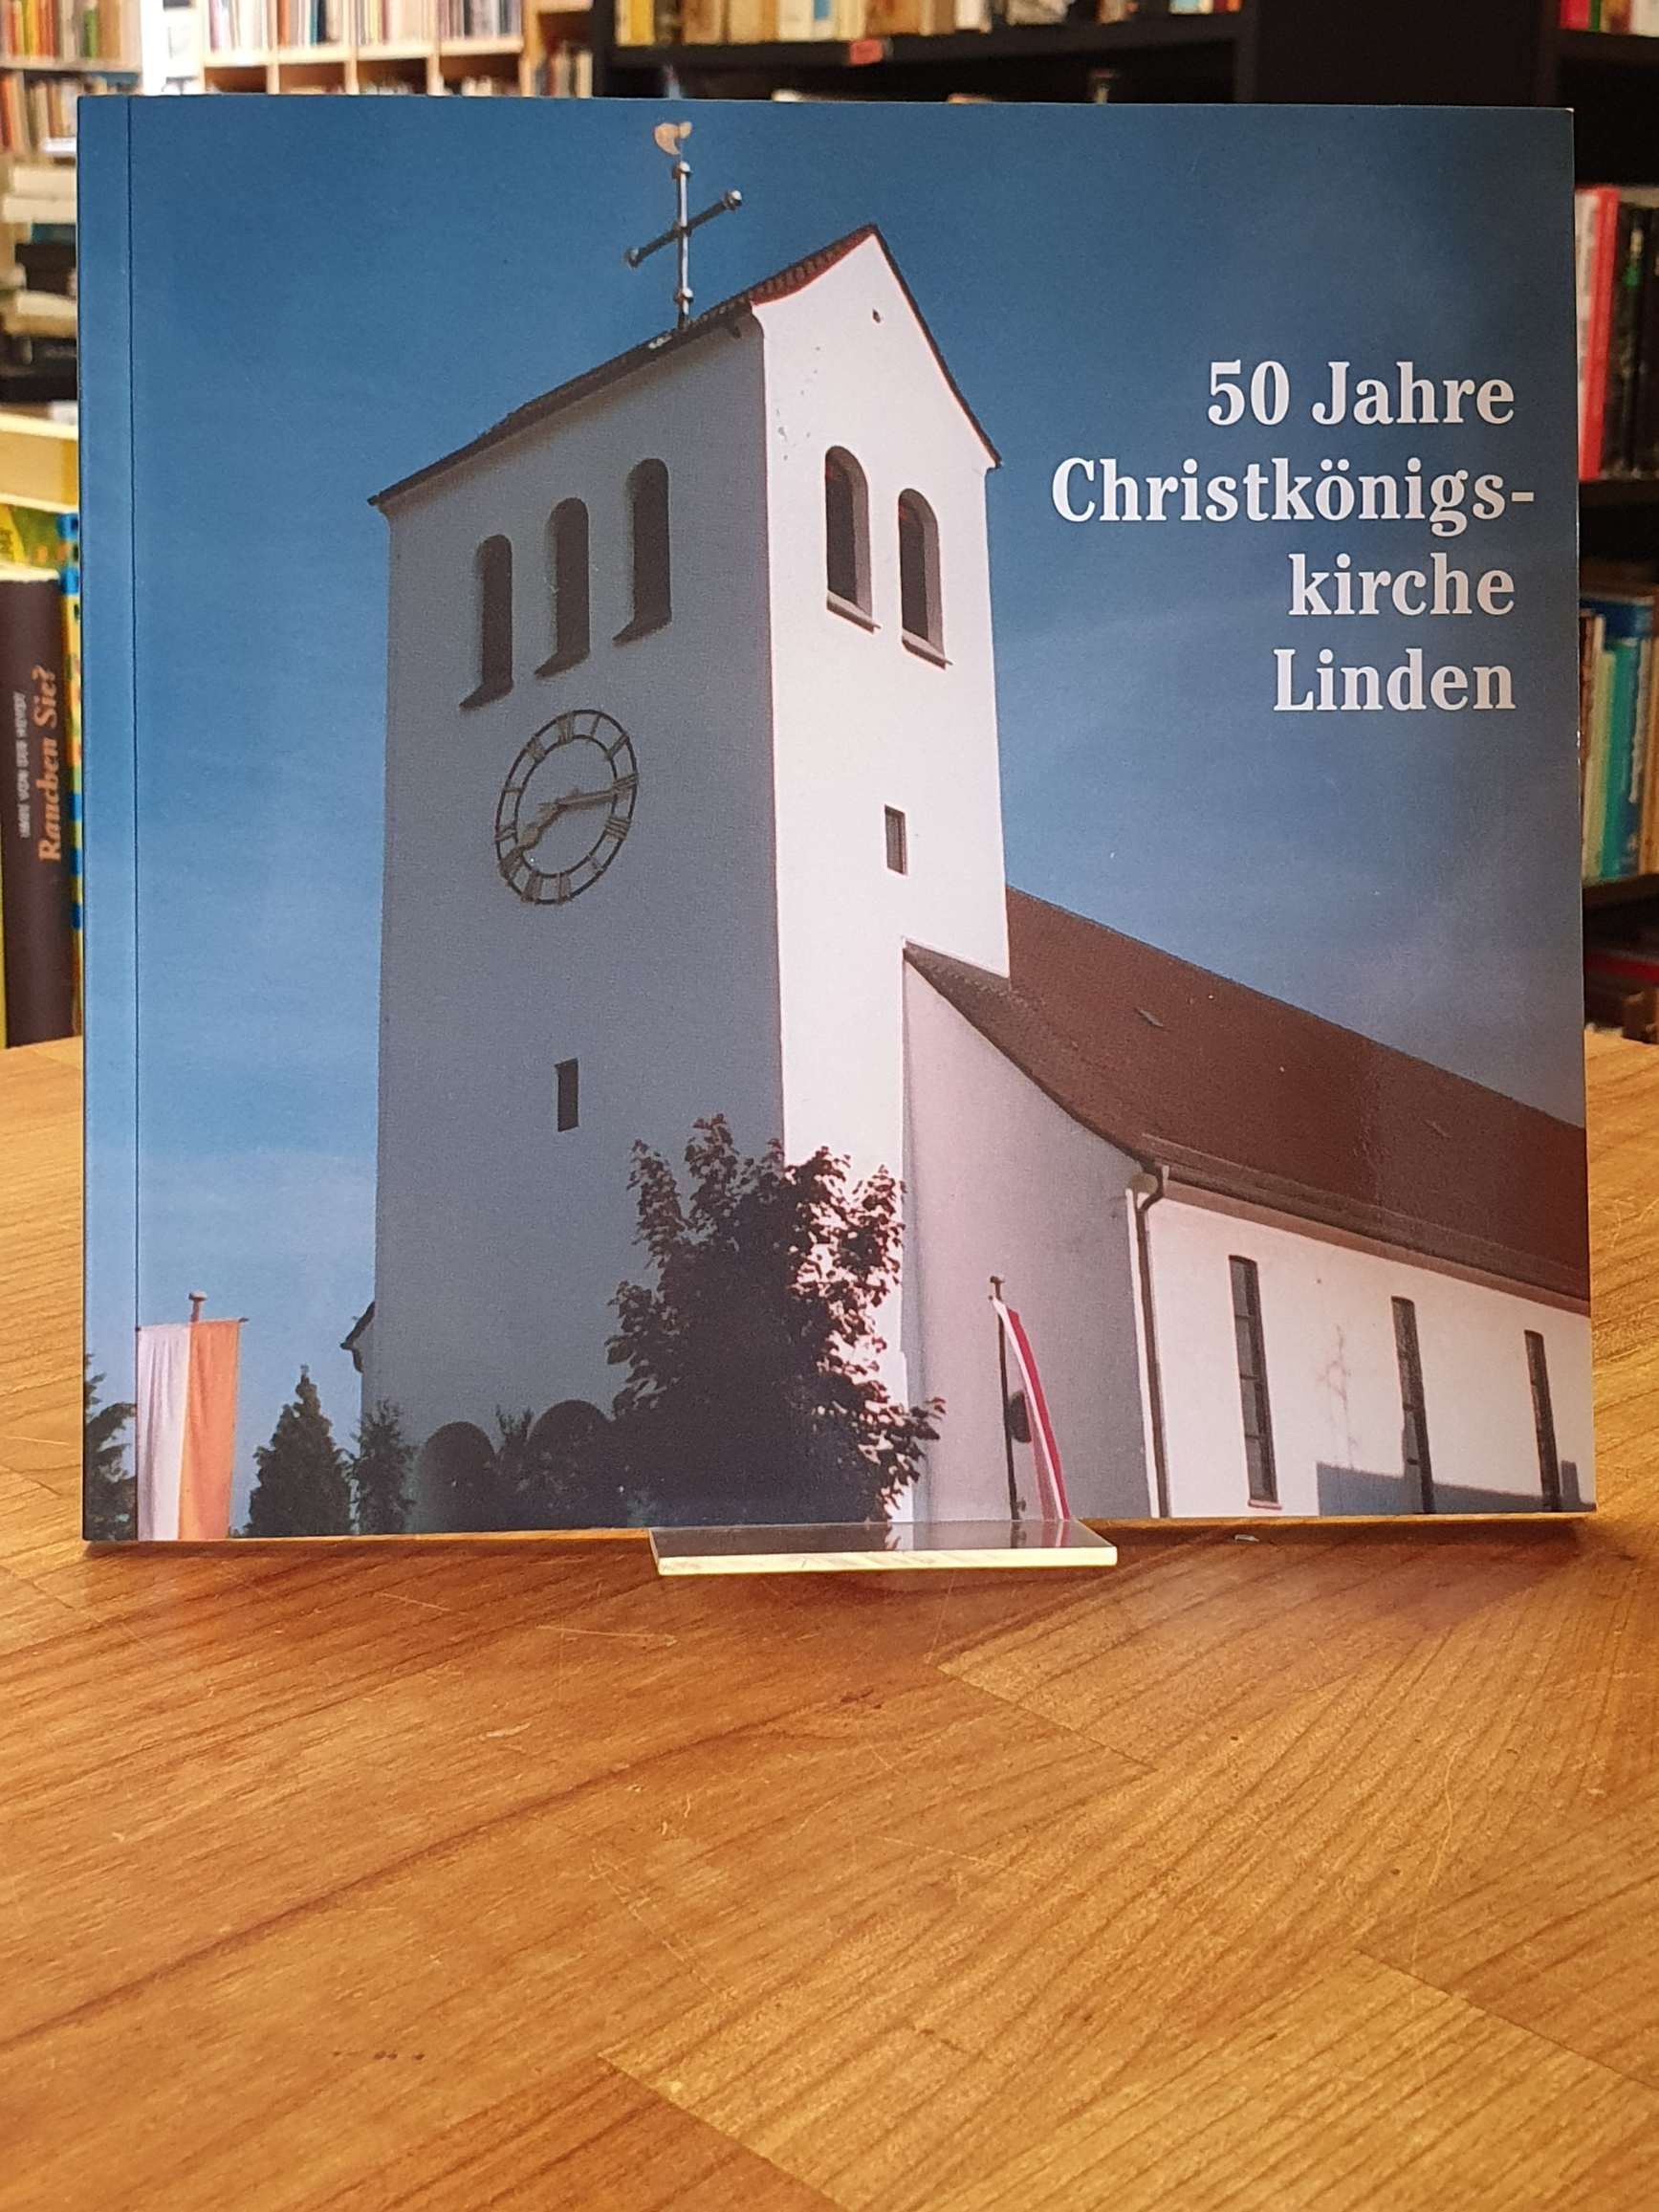 50 Jahre
Christkönigs-
kirche
Linden
Rauchen Sie?